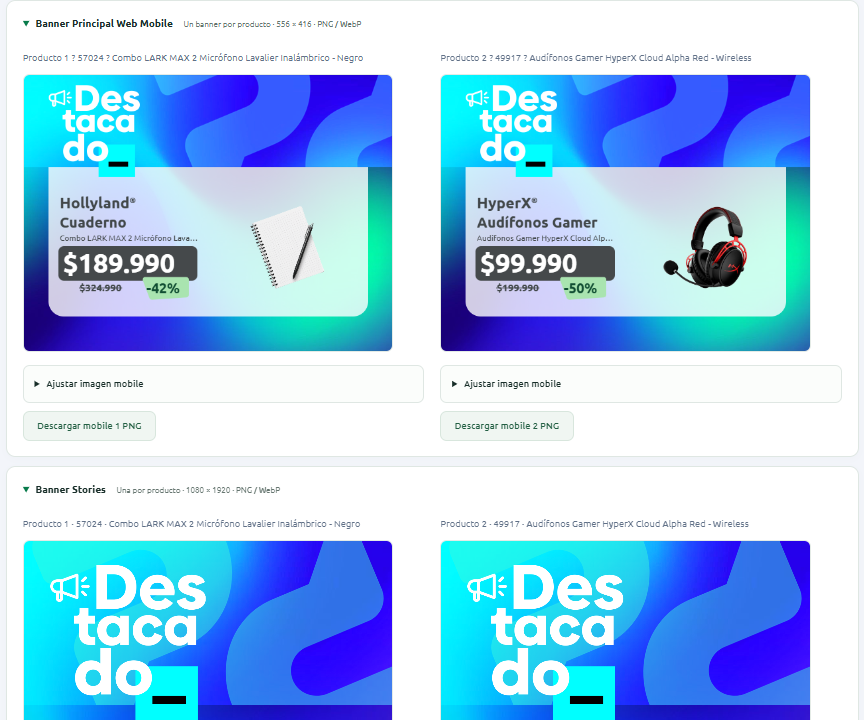 ▼ Banner Principal Web Mobile Un banner por producto · 556 × 416 · PNG / WebP
Producto 1 ? 57024 ? Combo LARK MAX 2 Micrófono Lavalier Inalámbrico - Negro
Des
taca
do_
Hollyland®
Cuaderno
Combo LARK MAX 2 Micrófono Lava...
$189.990
$324.990 -42%
▶ Ajustar imagen mobile
Descargar mobile 1 PNG
Producto 2 ? 49917 ? Audífonos Gamer HyperX Cloud Alpha Red - Wireless
Des
taca
do_
HyperX®
Audífonos Gamer
Audífonos Gamer HyperX Cloud Alp...
$99.990
$199.990 -50%
▶ Ajustar imagen mobile
Descargar mobile 2 PNG
▼ Banner Stories Una por producto · 1080 × 1920 · PNG / WebP
Producto 1 · 57024 · Combo LARK MAX 2 Micrófono Lavalier Inalámbrico - Negro
Des
taca
do_
Producto 2 · 49917 · Audífonos Gamer HyperX Cloud Alpha Red - Wireless
Des
taca
do_